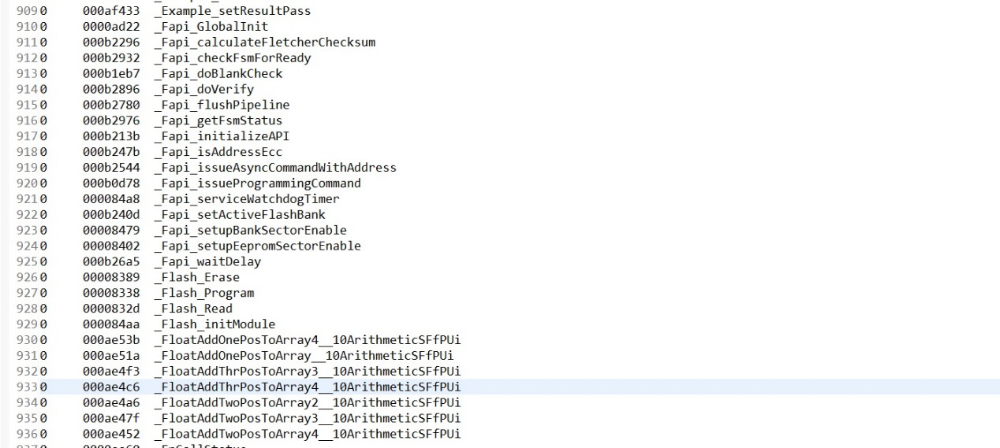 909 0 000af433 _Example_setResultPass
910 0 0000ad22 _Fapi_GlobalInit
911 0 000b2296 _Fapi_calculateFletcherChecksum
912 0 000b2932 _Fapi_checkFsmForReady
913 0 000b1eb7 _Fapi_doBlankCheck
914 0 000b2896 _Fapi_doVerify
915 0 000b2780 _Fapi_flushPipeline
916 0 000b2976 _Fapi_getFsmStatus
917 0 000b213b _Fapi_initializeAPI
918 0 000b247b _Fapi_isAddressEcc
919 0 000b2544 _Fapi_issueAsyncCommandWithAddress
920 0 000b0d78 _Fapi_issueProgrammingCommand
921 0 000084a8 _Fapi_serviceWatchdogTimer
922 0 000b240d _Fapi_setActiveFlashBank
923 0 00008479 _Fapi_setupBankSectorEnable
924 0 00008402 _Fapi_setupEepromSectorEnable
925 0 000b26a5 _Fapi_waitDelay
926 0 00008389 _Flash_Erase
927 0 00008338 _Flash_Program
928 0 0000832d _Flash_Read
929 0 000084aa _Flash_initModule
930 0 000ae53b _FloatAddOnePosToArray4__10ArithmeticSFfPUi
931 0 000ae51a _FloatAddOnePosToArray__10ArithmeticSFfPUi
932 0 000ae4f3 _FloatAddThrPosToArray3__10ArithmeticSFfPUi
933 0 000ae4c6 _FloatAddThrPosToArray4__10ArithmeticSFfPUi
934 0 000ae4a6 _FloatAddTwoPosToArray2__10ArithmeticSFfPUi
935 0 000ae47f _FloatAddTwoPosToArray3__10ArithmeticSFfPUi
936 0 000ae452 _FloatAddTwoPosToArray4__10ArithmeticSFfPUi